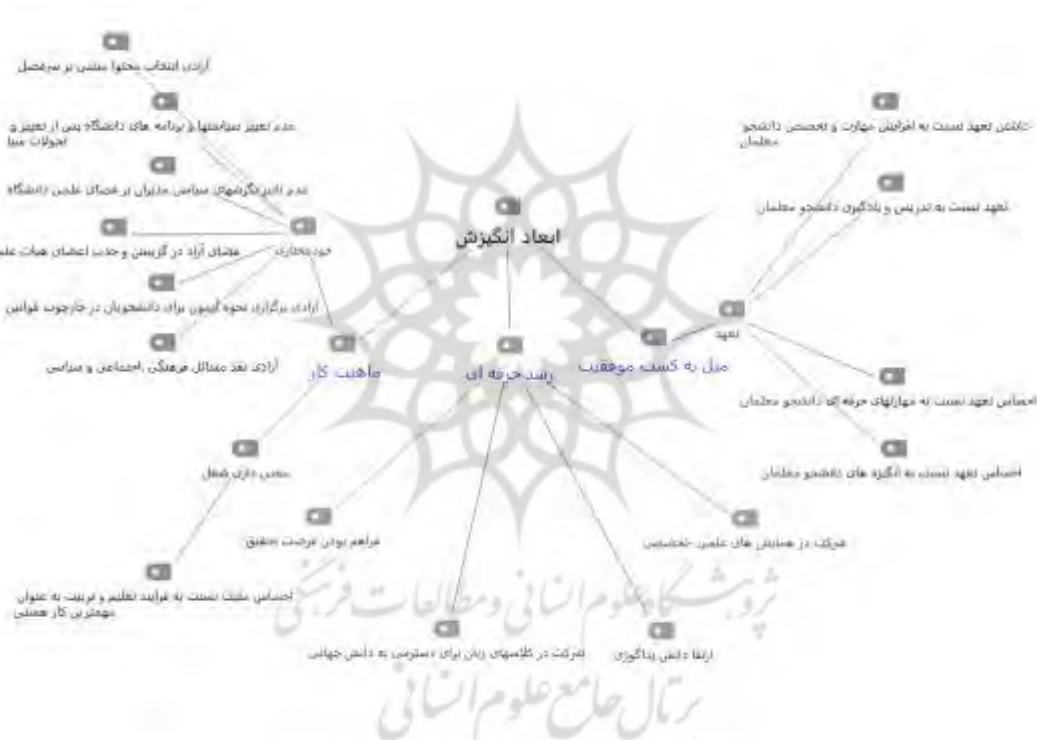 ابعاد انگیزش
میل به کسب موفقیت
رشد حرفه ای
ماهیت کار
تعهد
داشتن تعهد نسبت به افزایش مهارت و تخصص دانشجو
معلمان
تعهد نسبت به تدریس و یادگیری دانشجو معلمان
احساس تعهد نسبت به مهارتهای حرفه ای دانشجو معلمان
احساس تعهد نسبت به انگیزه های دانشجو معلمان
شرکت در همایش های علمی -تخصصی
ارتقا دانش پداگوژی
شرکت در کلاسهای زبان برای دسترسی به دانش جهانی
فراهم بودن فرصت تحقیق
خودمختاری
آزادی انتخاب محتوا مبتنی بر سرفصل
عدم تغییر سیاستها و برنامه های دانشگاه پس از تغییر و
تحولات
عدم تاثیر نگرشهای سیاسی مدیران بر فضای علمی دانشگاه
فضای آزاد در گزینش و جذب اعضای هیات
آزادی برگزاری نحوه آزمون برای دانشجویان در چارچوب قوانین
آزادی نقد مسائل فرهنگی ,اجتماعی و سیاسی
معنی داری شغل
احساس مثبت نسبت به فرایند تعلیم و تربیت به عنوان
مهمترین کار هستی
پژوهشگاه علوم انسانی و مطالعات فرهنگی
پرتال جامع علوم انسانی